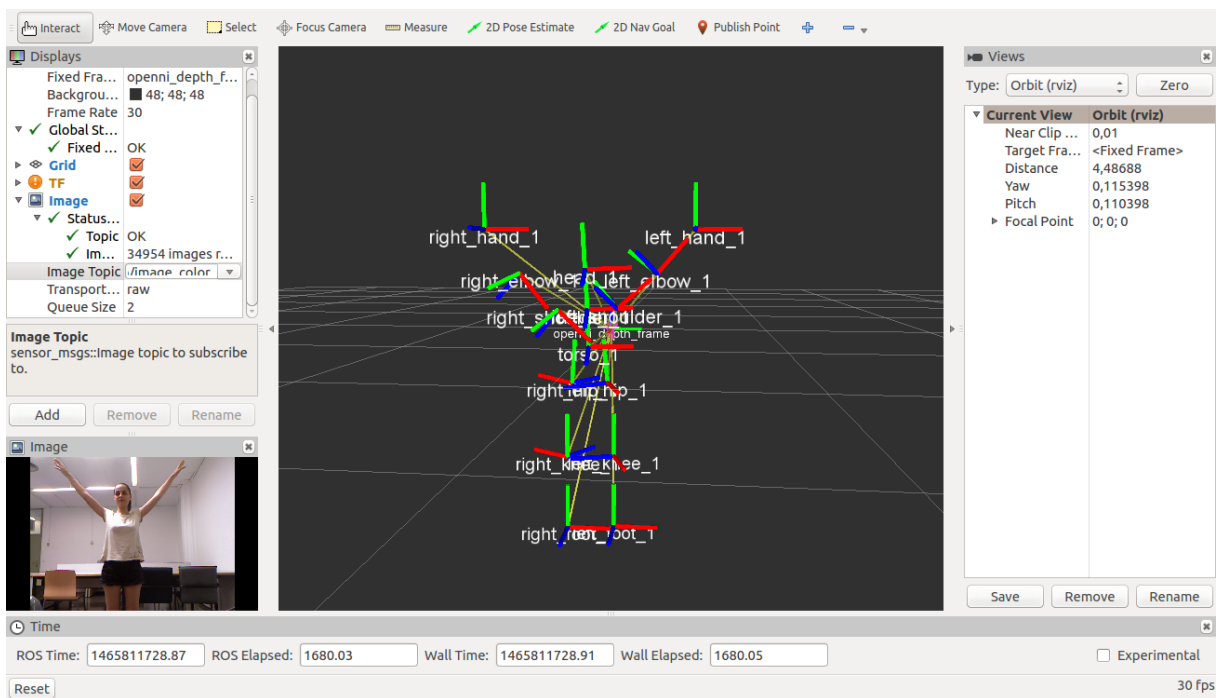 Interact Move Camera Select Focus Camera Measure 2D Pose Estimate 2D Nav Goal Publish Point
Displays
Fixed Fra... openni_depth_f...
Backgrou... 48; 48; 48
Frame Rate 30
Global St...
Fixed ... OK
Grid
TF
Image
Status...
Topic OK
Im... 34954 images r...
Image Topic /image_color
Transport... raw
Queue Size 2
Image Topic
sensor_msgs::Image topic to subscribe
to.
Add Remove Rename
Image
right_hand_1 left_hand_1
right_elbow_1 head_1 left_elbow_1
openni_depth_frame
torso_1
Views
Type: Orbit (rviz) Zero
Current View Orbit (rviz)
Near Clip ... 0,01
Target Fra... <Fixed Frame>
Distance 4,48688
Yaw 0,115398
Pitch 0,110398
Focal Point 0; 0; 0
Save Remove Rename
Time
ROS Time: 1465811728.87 ROS Elapsed: 1680.03 Wall Time: 1465811728.91 Wall Elapsed: 1680.05 Experimental
Reset 30 fps